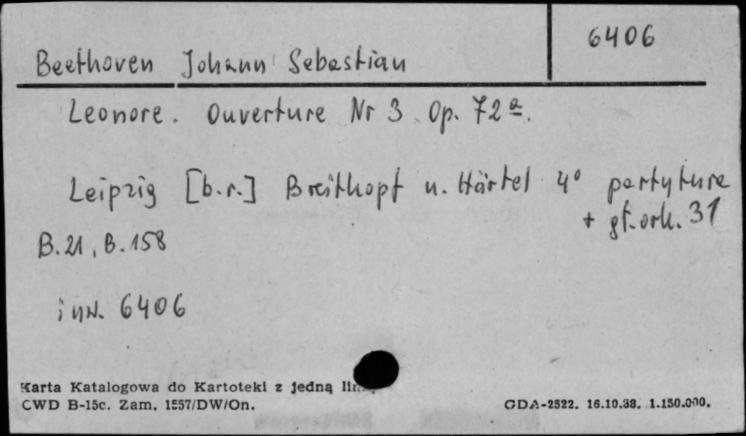 6406
Beethoven Johann Sebastian
Leonore. Ouverture Nr 3 Op. 72a.
Leipzig [b.r.] Breitkopf u. Härtel 4° partytura
+ gł. ork. 31
B.21, B.158
inw. 6406
Karta Katalogowa do Kartoteki z jedną
CWD B-15c. Zam. 1557/DW/On.
GDA-2522. 16.10.38. 1.150.000.